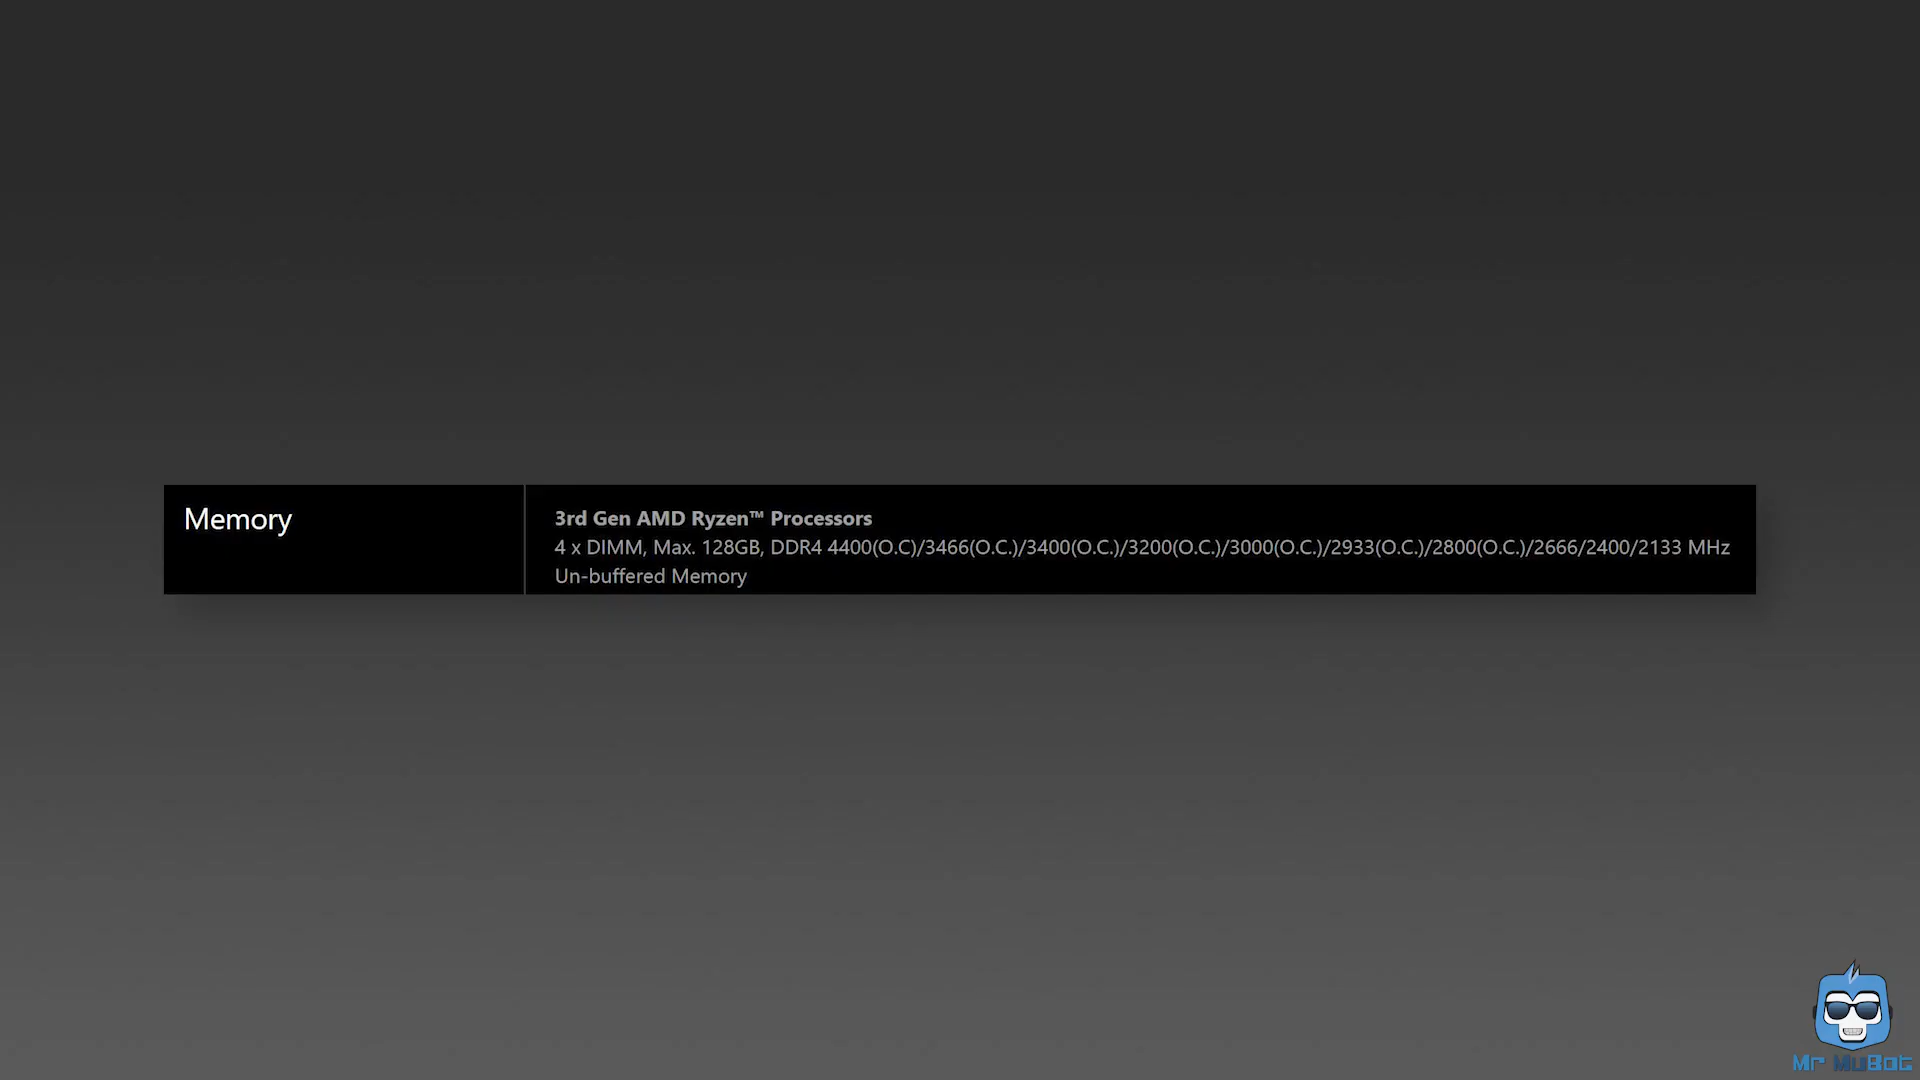 Memory
3rd Gen AMD Ryzen™ Processors
4 x DIMM, Max. 128GB, DDR4 4400(O.C)/3466(O.C.)/3400(O.C.)/3200(O.C.)/3000(O.C.)/2933(O.C.)/2800(O.C.)/2666/2400/2133 MHz
Un-buffered Memory
Mr MuBot